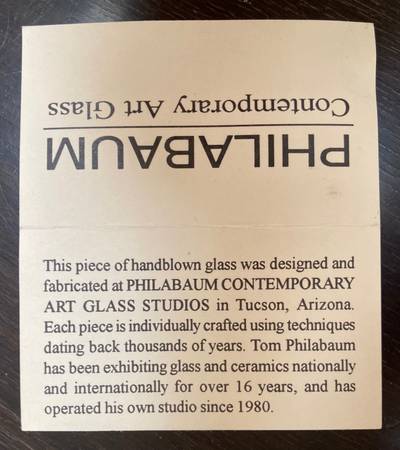 PHILABAUM
Contemporary Art Glass
This piece of handblown glass was designed and
fabricated at PHILABAUM CONTEMPORARY
ART GLASS STUDIOS in Tucson, Arizona.
Each piece is individually crafted using techniques
dating back thousands of years. Tom Philabaum
has been exhibiting glass and ceramics nationally
and internationally for over 16 years, and has
operated his own studio since 1980.